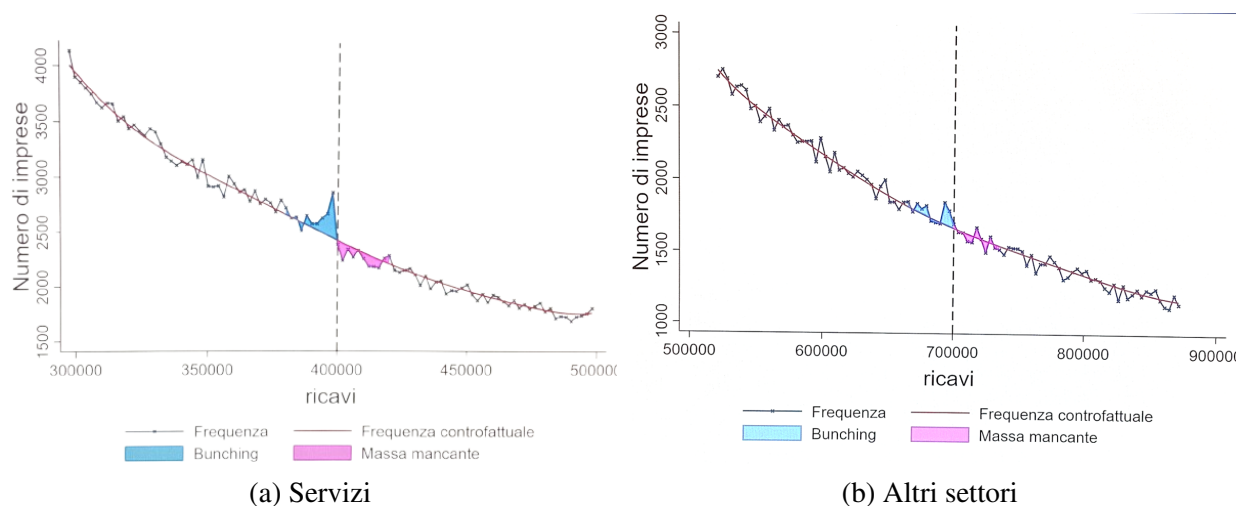 Numero di imprese
4000
3500
3000
2500
2000
1500
300000 350000 400000 450000 50000
ricavi
Frequenza Frequenza controfattuale
Bunching Massa mancante
(a) Servizi
Numero di imprese
3000
2500
2000
1500
1000
500000 600000 700000 800000 900000
ricavi
Frequenza Frequenza controfattuale
Bunching Massa mancante
(b) Altri settori